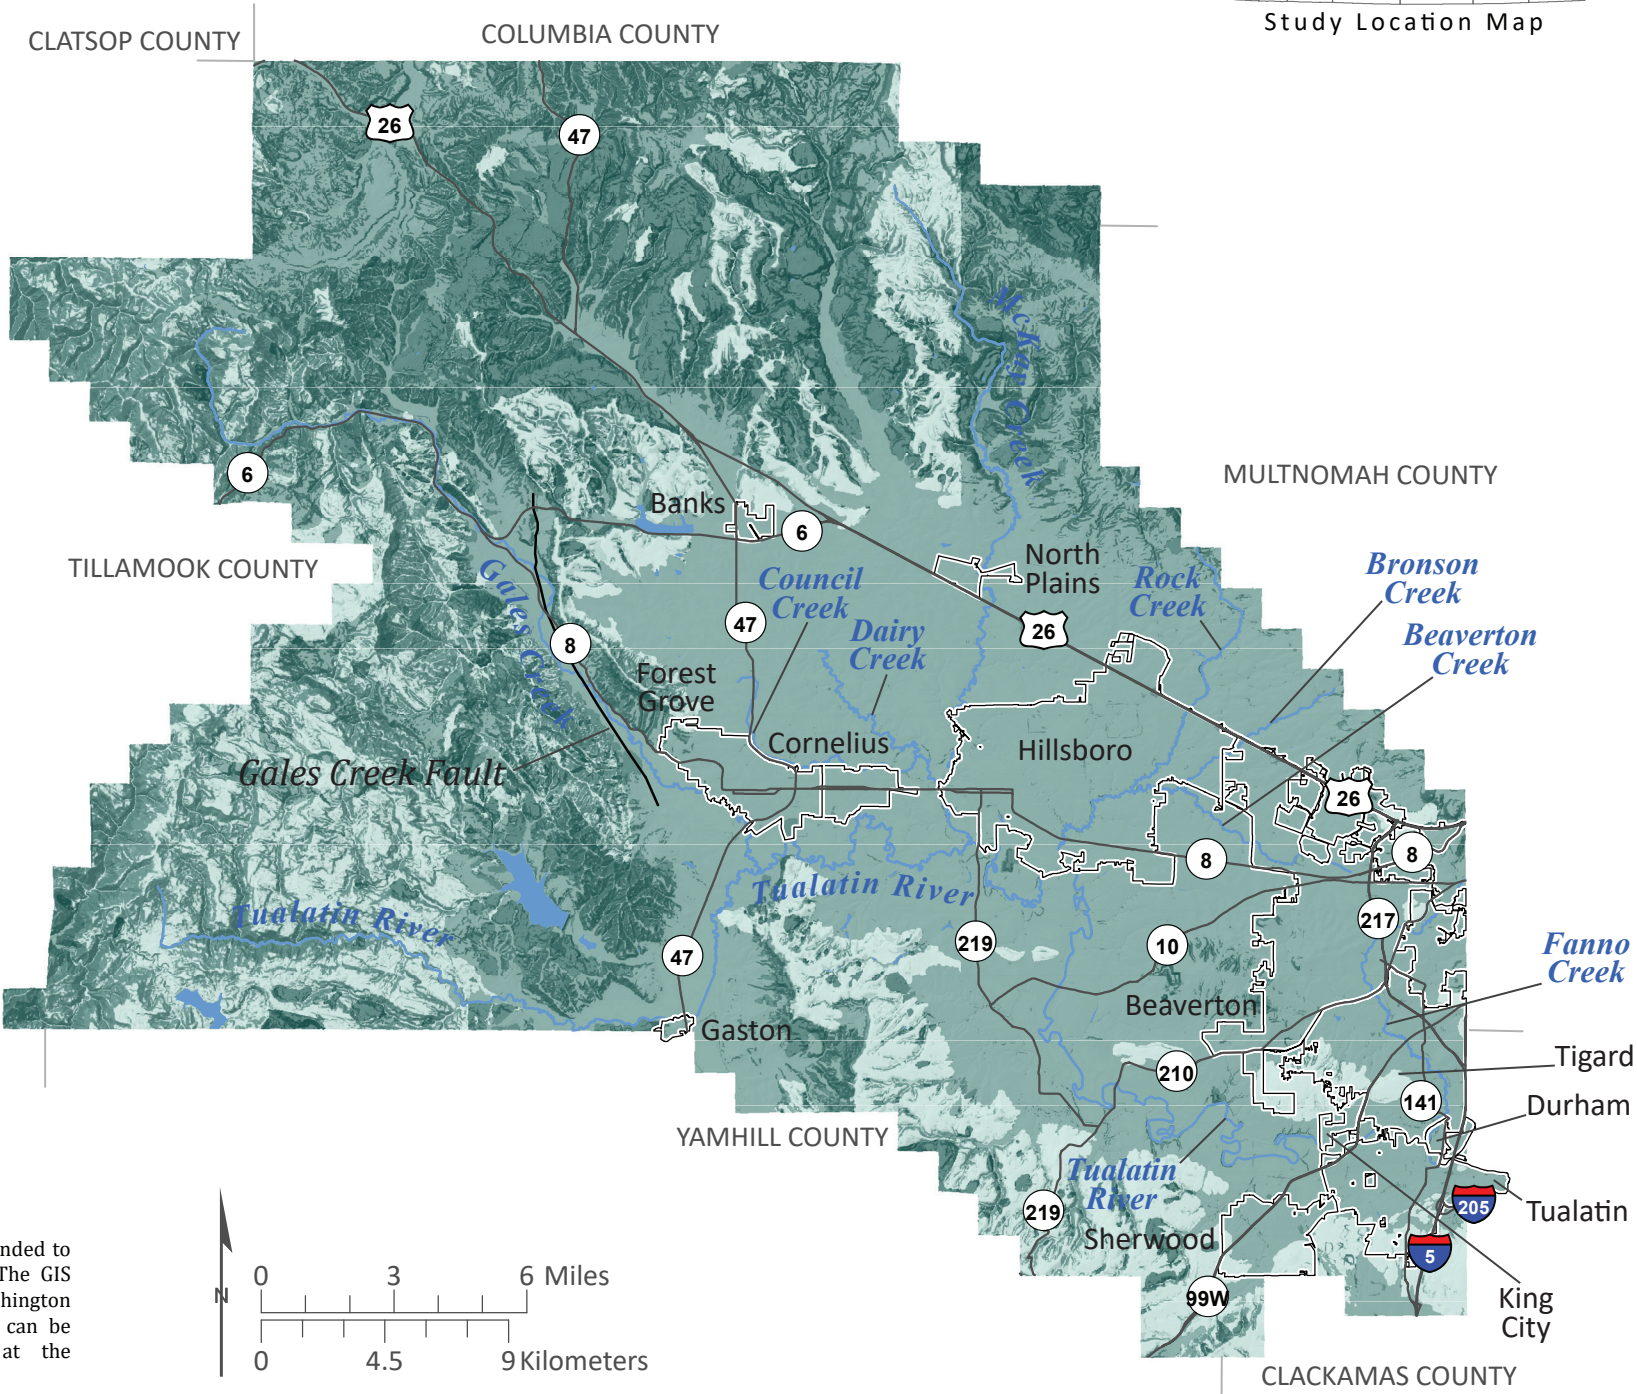 Study Location Map
CLATSOP COUNTY
COLUMBIA COUNTY
26
47
McKay Creek
6
MULTNOMAH COUNTY
Banks
6
TILLAMOOK COUNTY
North
Plains
Gales Creek
Council
Creek
Rock
Creek
Bronson
Creek
47
26
Dairy
Creek
Beaverton
Creek
8
Forest
Grove
Cornelius
Hillsboro
Gales Creek Fault
26
8
8
Tualatin River
Tualatin River
217
47
219
10
Fanno
Creek
Gaston
Beaverton
Tigard
210
141
Durham
YAMHILL COUNTY
Tualatin
River
219
205
Tualatin
Sherwood
5
99W
King
City
CLACKAMAS COUNTY
nded to
The GIS
hington
can be
at the
N
0 3 6 Miles
0 4.5 9 Kilometers